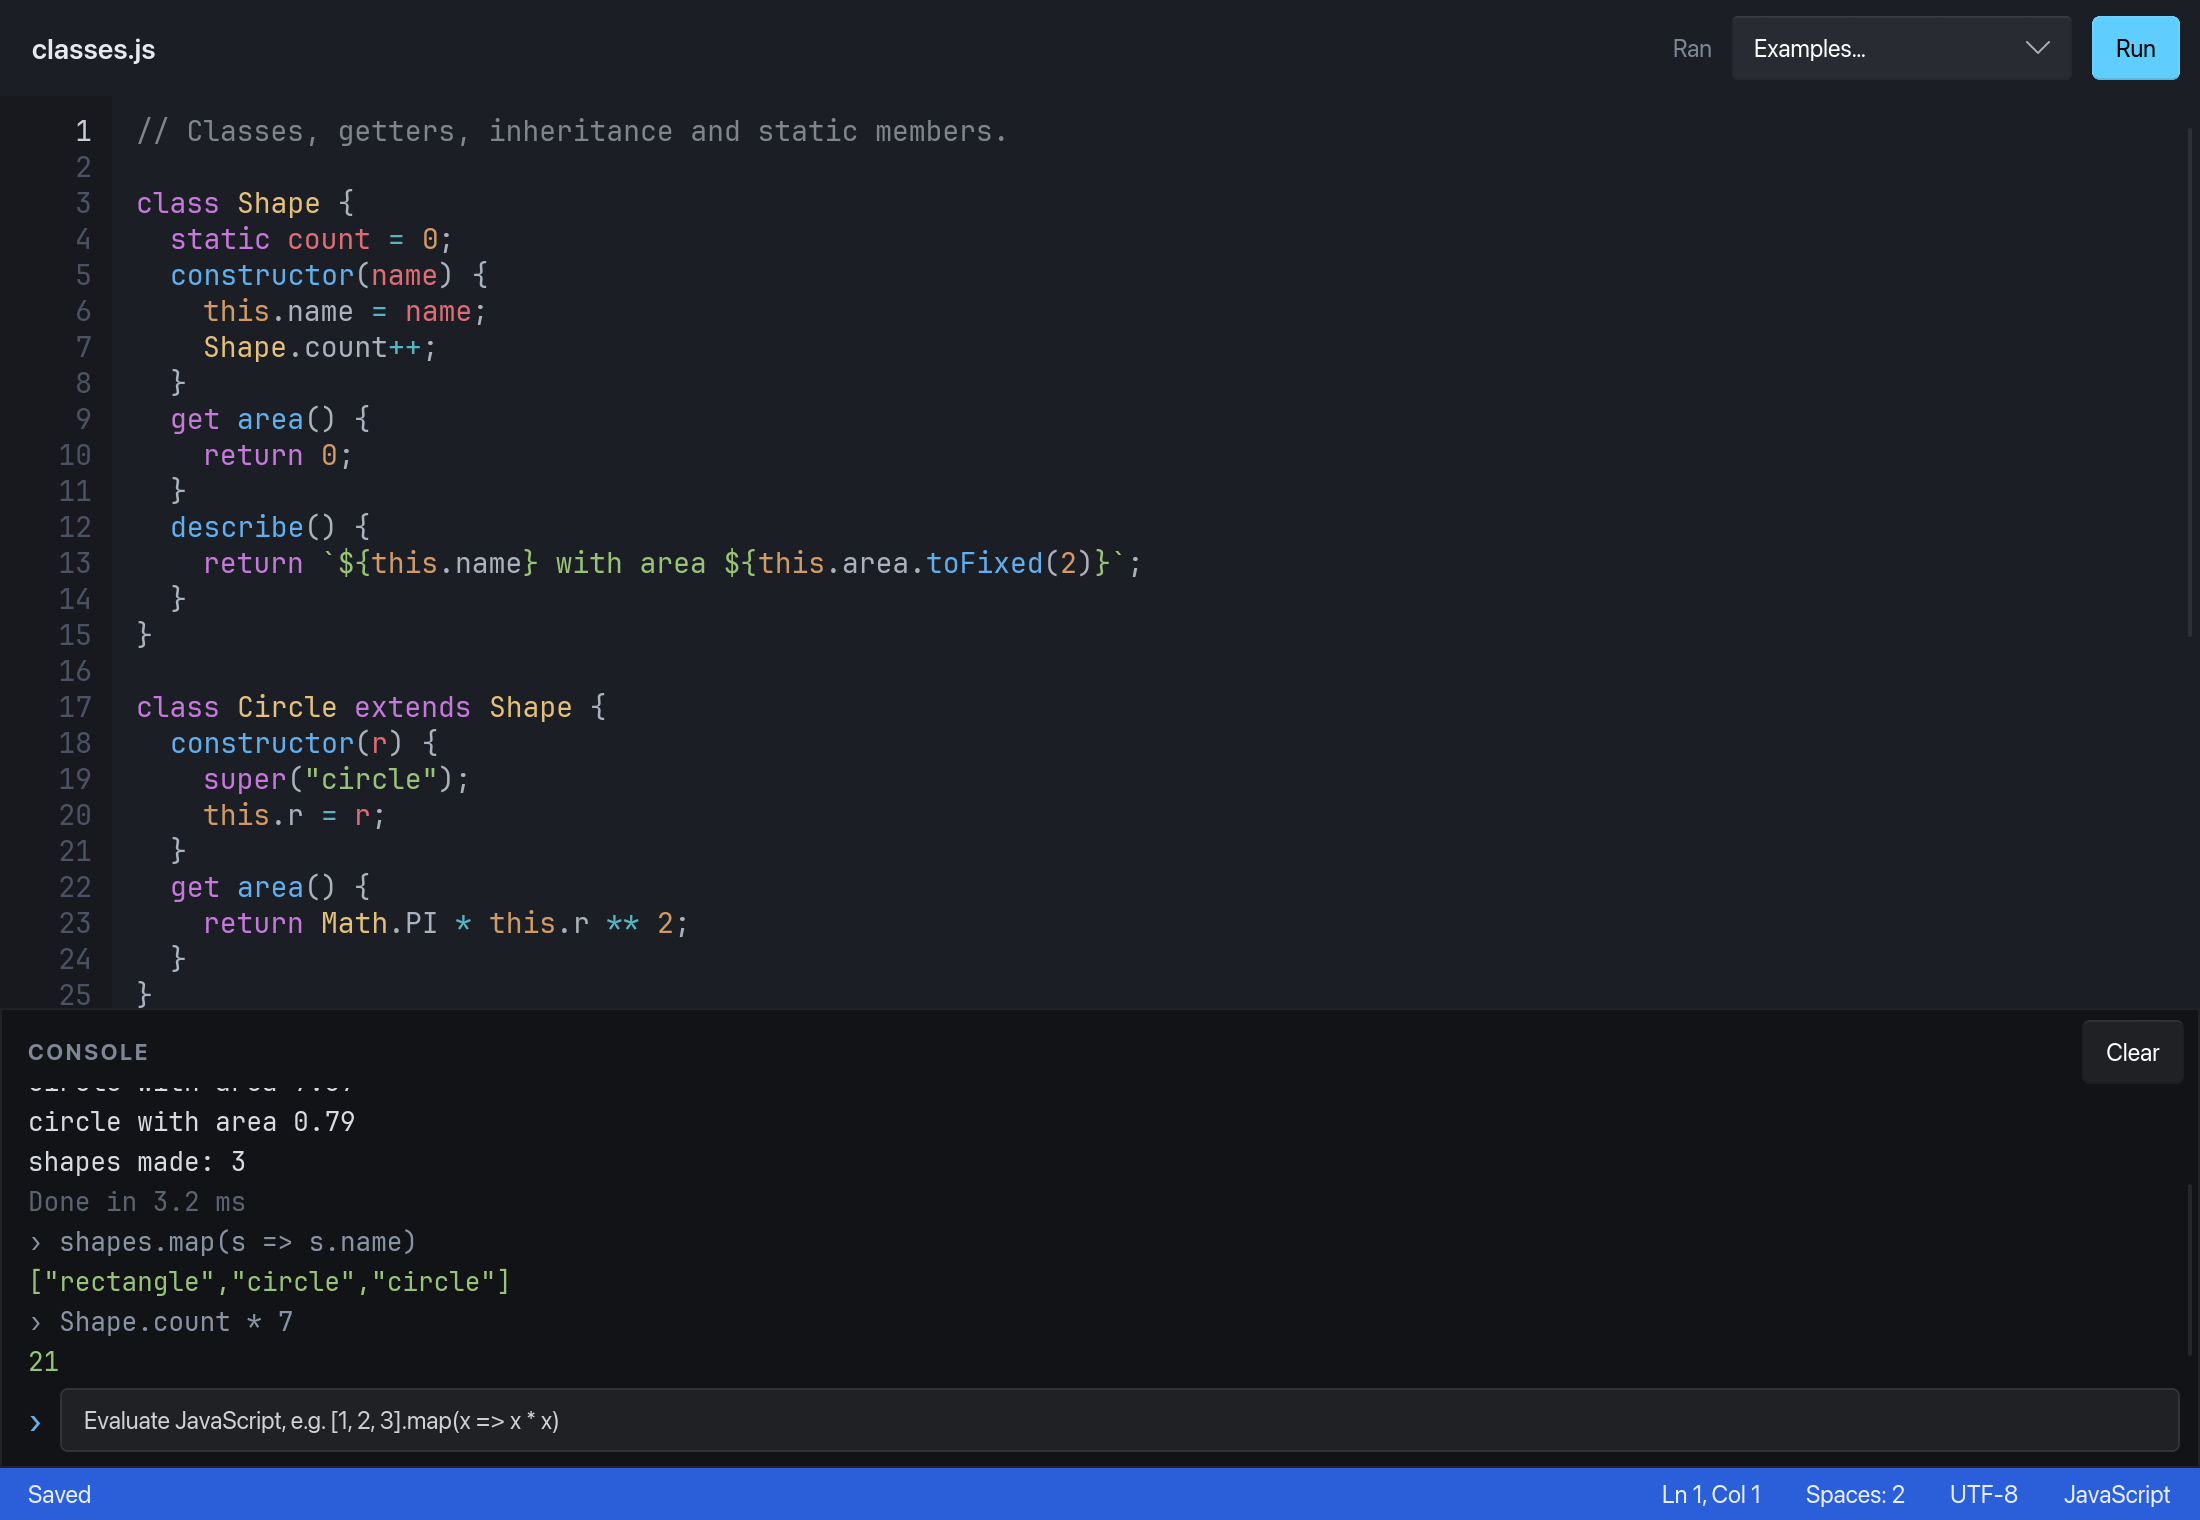 classes.js
Ran
Examples...
Run
1 // Classes, getters, inheritance and static members.
2
3 class Shape {
4   static count = 0;
5   constructor(name) {
6     this.name = name;
7     Shape.count++;
8   }
9   get area() {
10     return 0;
11   }
12   describe() {
13     return `${this.name} with area ${this.area.toFixed(2)}`;
14   }
15 }
16
17 class Circle extends Shape {
18   constructor(r) {
19     super("circle");
20     this.r = r;
21   }
22   get area() {
23     return Math.PI * this.r ** 2;
24   }
25 }
CONSOLE
Clear
circle with area
circle with area 0.79
shapes made: 3
Done in 3.2 ms
› shapes.map(s => s.name)
["rectangle","circle","circle"]
› Shape.count * 7
21
› Evaluate JavaScript, e.g. [1, 2, 3].map(x => x * x)
Saved
Ln 1, Col 1
Spaces: 2
UTF-8
JavaScript